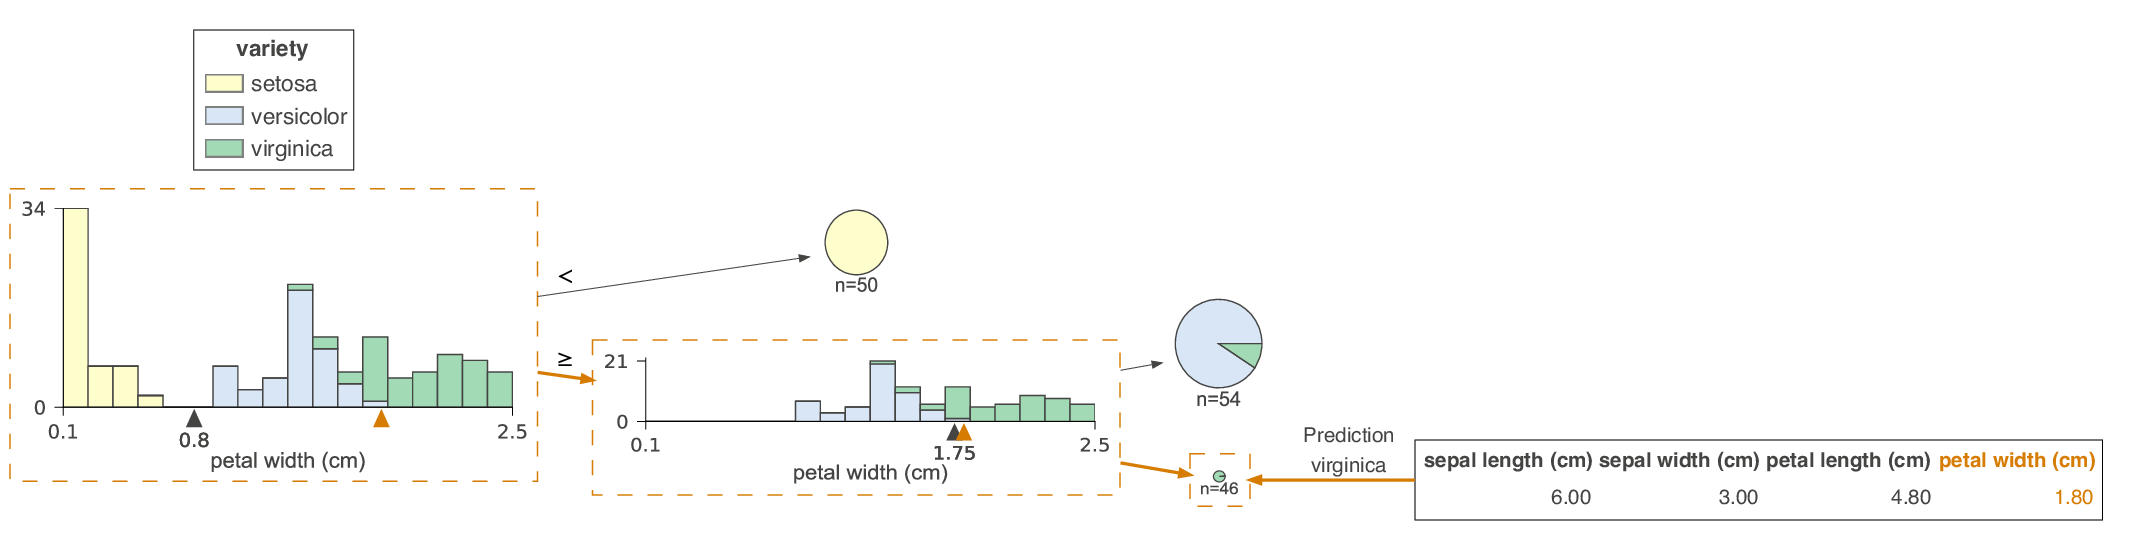 variety
setosa
versicolor
virginica
34
0
0.1
0.8
2.5
petal width (cm)
<
≥
n=50
21
0
0.1
1.75
2.5
petal width (cm)
n=54
n=46
Prediction
virginica
sepal length (cm) sepal width (cm) petal length (cm) petal width (cm)
6.00 3.00 4.80 1.80